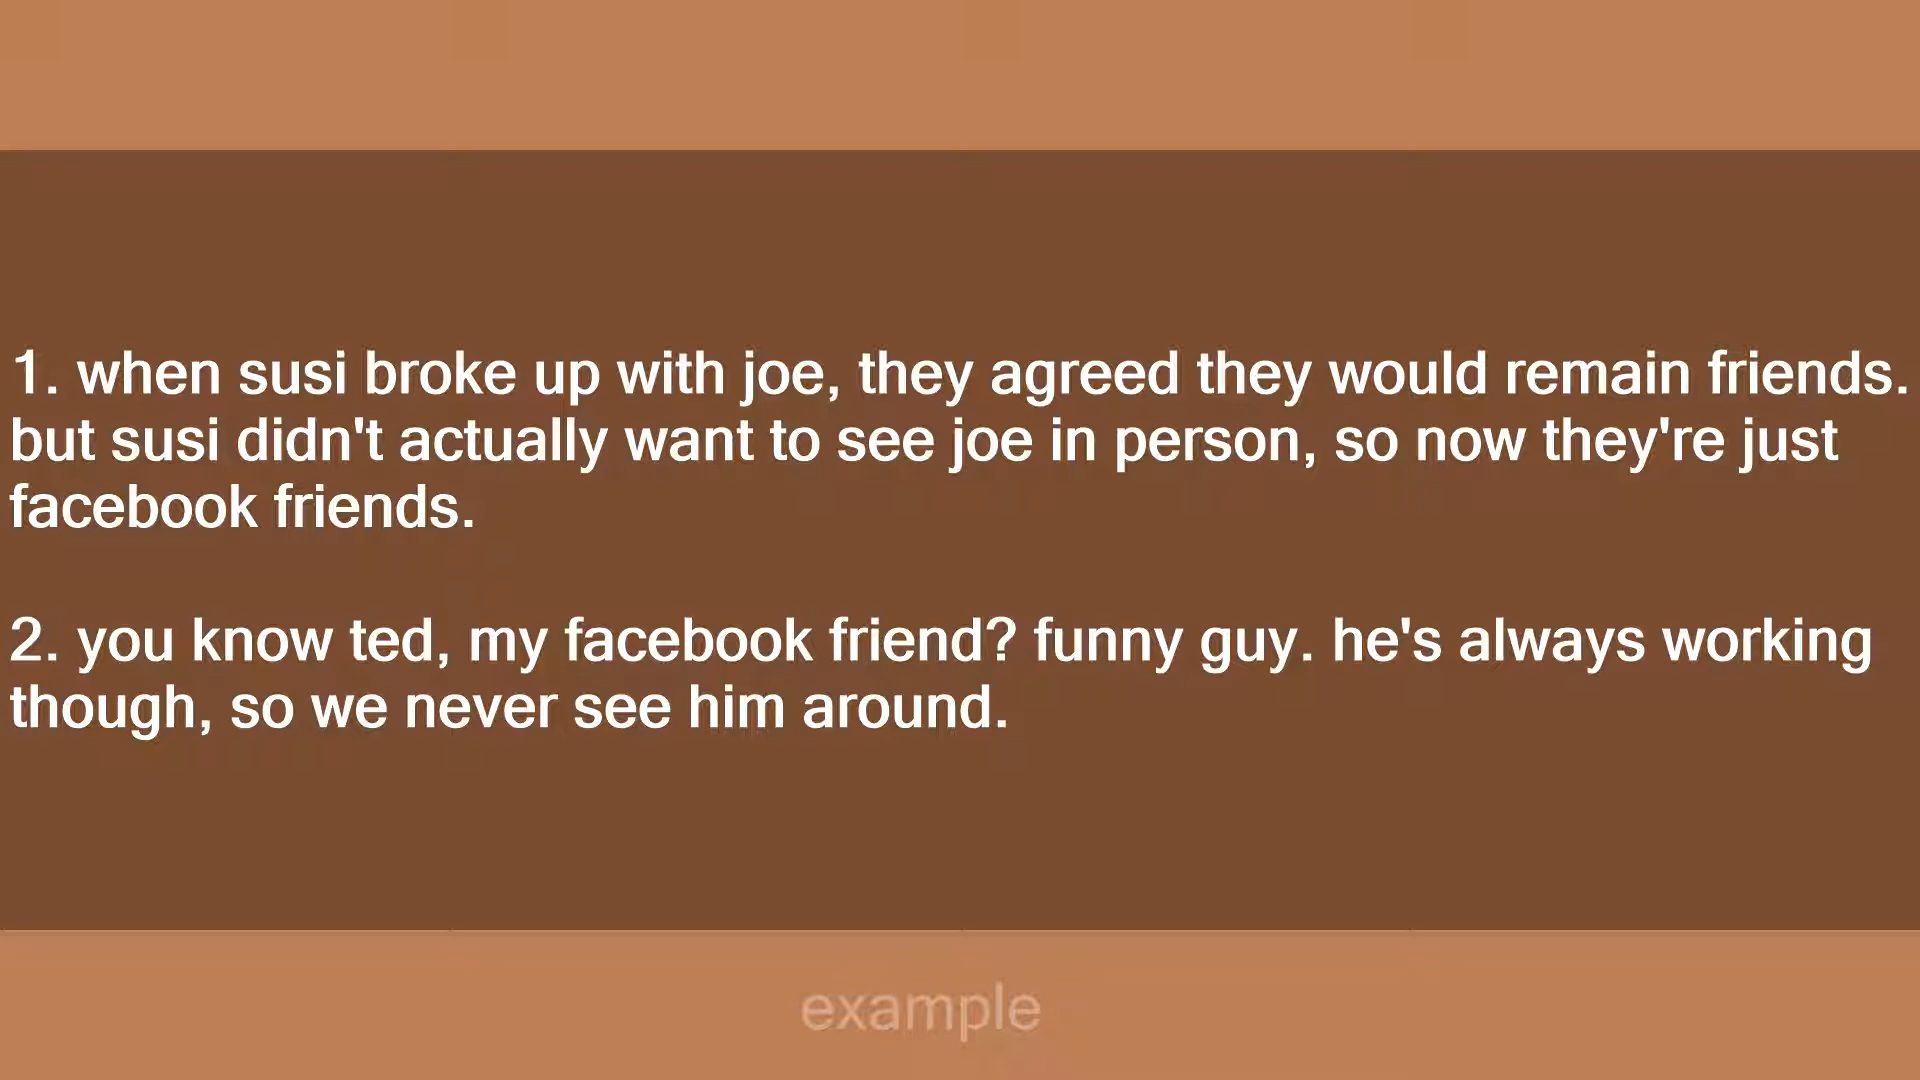 1. when susi broke up with joe, they agreed they would remain friends.
but susi didn't actually want to see joe in person, so now they're just
facebook friends.
2. you know ted, my facebook friend? funny guy. he's always working
though, so we never see him around.
example